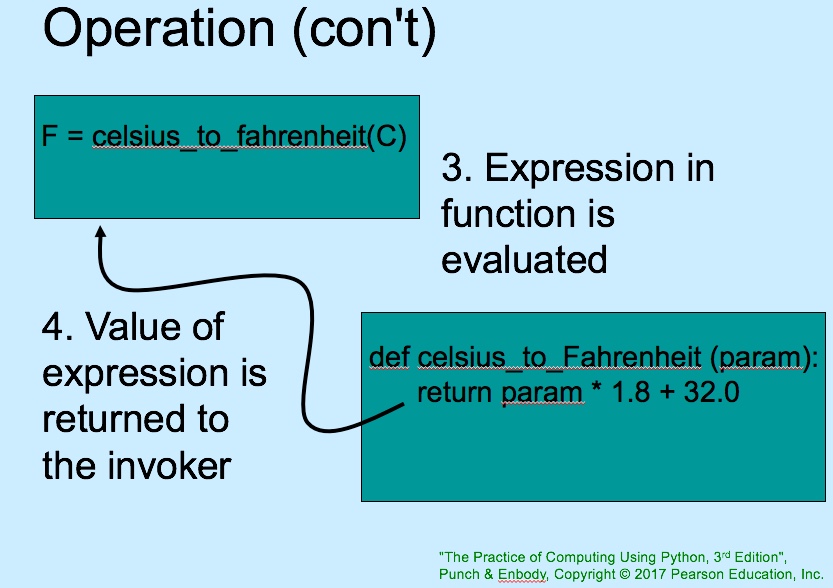 Operation (con't)
F = celsius_to_fahrenheit(C)
3. Expression in
function is
evaluated
4. Value of
expression is
returned to
the invoker
def celsius_to_Fahrenheit (param):
return param * 1.8 + 32.0
"The Practice of Computing Using Python, 3rd Edition",
Punch & Enbody, Copyright © 2017 Pearson Education, Inc.